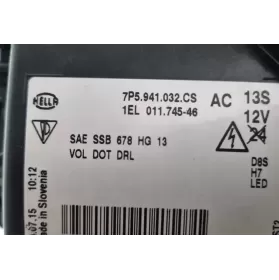 HELLA
7P5.941.032.CS AC 13S
1EL 011.745-46 12V
24
SAE SSB 678 HG 13
VOL DOT DRL
D8S
H7
LED
.07.15 10:12
ade in Slovenia